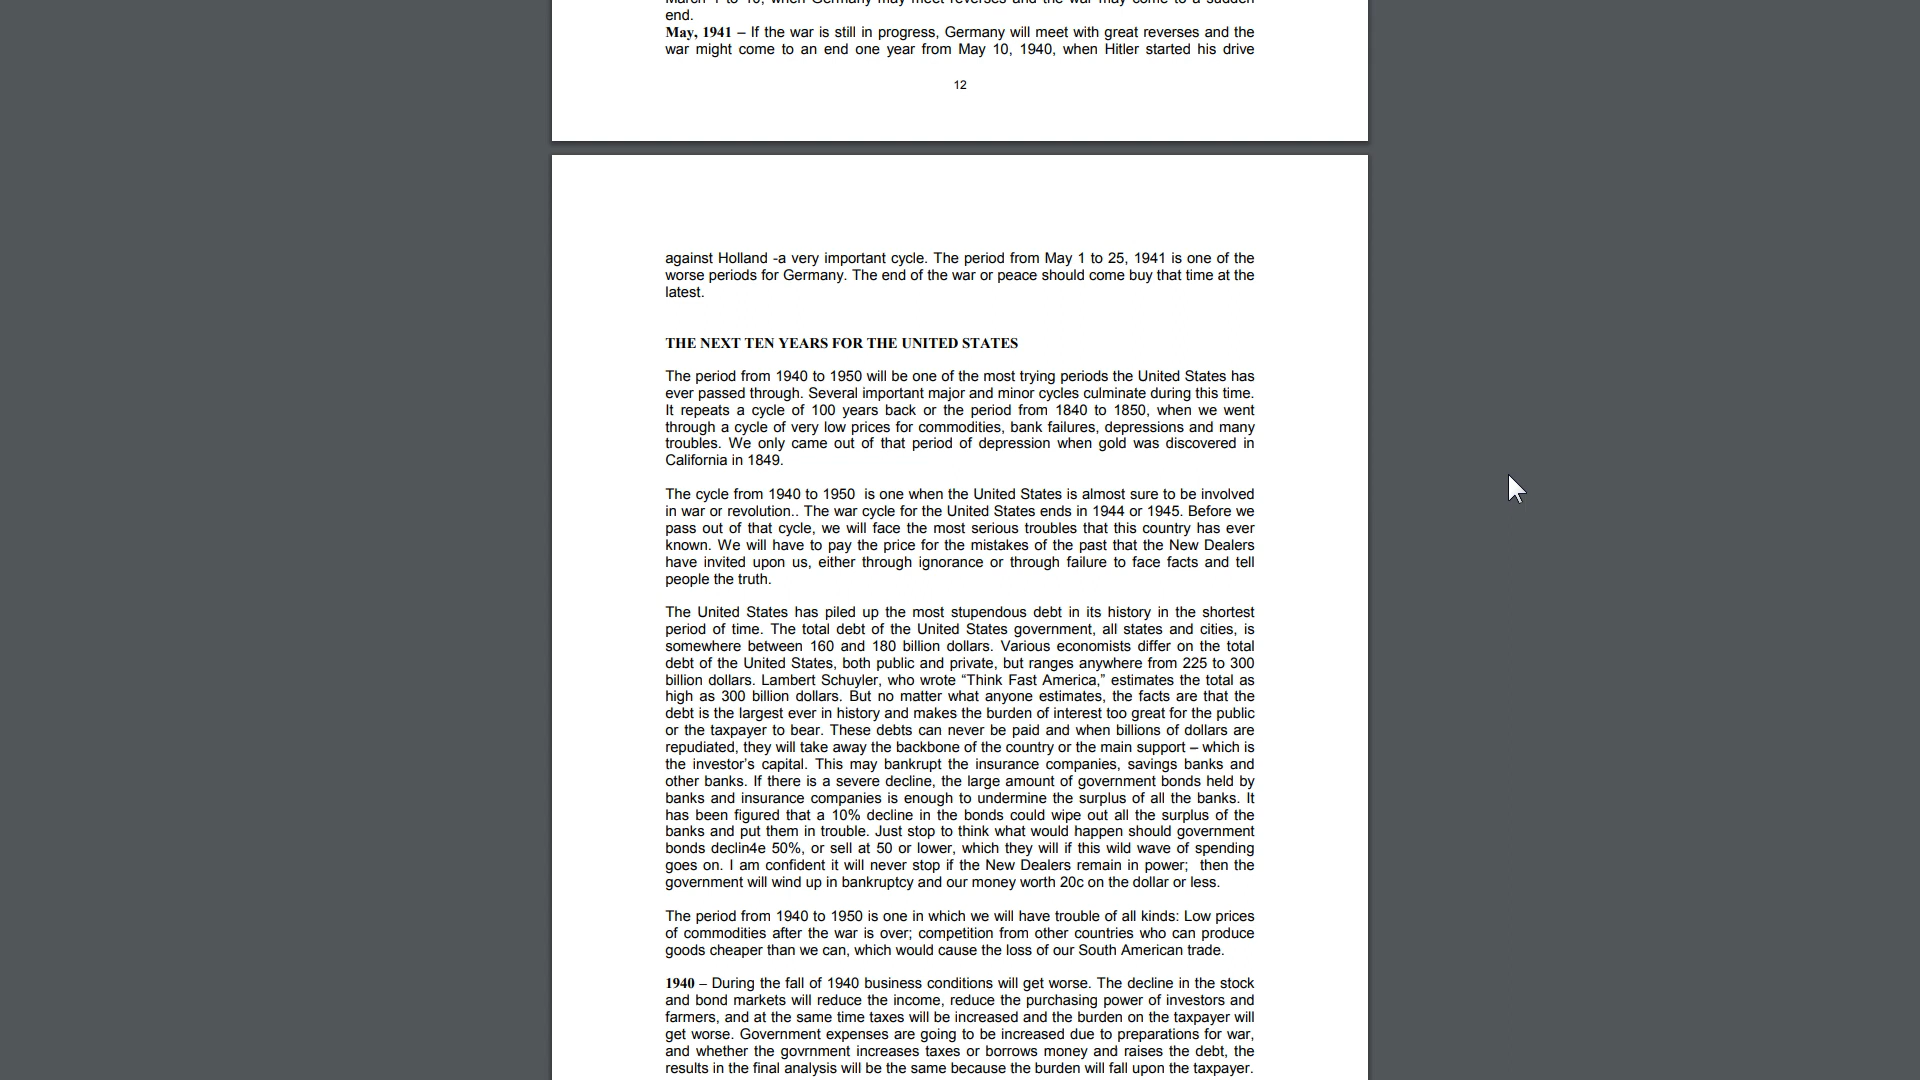 March 1 to 10, when Germany may meet reverses and the war may come to a sudden
end.
May, 1941 – If the war is still in progress, Germany will meet with great reverses and the
war might come to an end one year from May 10, 1940, when Hitler started his drive
12
against Holland -a very important cycle. The period from May 1 to 25, 1941 is one of the
worse periods for Germany. The end of the war or peace should come buy that time at the
latest.
THE NEXT TEN YEARS FOR THE UNITED STATES
The period from 1940 to 1950 will be one of the most trying periods the United States has
ever passed through. Several important major and minor cycles culminate during this time.
It repeats a cycle of 100 years back or the period from 1840 to 1850, when we went
through a cycle of very low prices for commodities, bank failures, depressions and many
troubles. We only came out of that period of depression when gold was discovered in
California in 1849.
The cycle from 1940 to 1950  is one when the United States is almost sure to be involved
in war or revolution.. The war cycle for the United States ends in 1944 or 1945. Before we
pass out of that cycle, we will face the most serious troubles that this country has ever
known. We will have to pay the price for the mistakes of the past that the New Dealers
have invited upon us, either through ignorance or through failure to face facts and tell
people the truth.
The United States has piled up the most stupendous debt in its history in the shortest
period of time. The total debt of the United States government, all states and cities, is
somewhere between 160 and 180 billion dollars. Various economists differ on the total
debt of the United States, both public and private, but ranges anywhere from 225 to 300
billion dollars. Lambert Schuyler, who wrote “Think Fast America,” estimates the total as
high as 300 billion dollars. But no matter what anyone estimates, the facts are that the
debt is the largest ever in history and makes the burden of interest too great for the public
or the taxpayer to bear. These debts can never be paid and when billions of dollars are
repudiated, they will take away the backbone of the country or the main support – which is
the investor’s capital. This may bankrupt the insurance companies, savings banks and
other banks. If there is a severe decline, the large amount of government bonds held by
banks and insurance companies is enough to undermine the surplus of all the banks. It
has been figured that a 10% decline in the bonds could wipe out all the surplus of the
banks and put them in trouble. Just stop to think what would happen should government
bonds declin4e 50%, or sell at 50 or lower, which they will if this wild wave of spending
goes on. I am confident it will never stop if the New Dealers remain in power;  then the
government will wind up in bankruptcy and our money worth 20c on the dollar or less.
The period from 1940 to 1950 is one in which we will have trouble of all kinds: Low prices
of commodities after the war is over; competition from other countries who can produce
goods cheaper than we can, which would cause the loss of our South American trade.
1940 – During the fall of 1940 business conditions will get worse. The decline in the stock
and bond markets will reduce the income, reduce the purchasing power of investors and
farmers, and at the same time taxes will be increased and the burden on the taxpayer will
get worse. Government expenses are going to be increased due to preparations for war,
and whether the govrnment increases taxes or borrows money and raises the debt, the
results in the final analysis will be the same because the burden will fall upon the taxpayer.